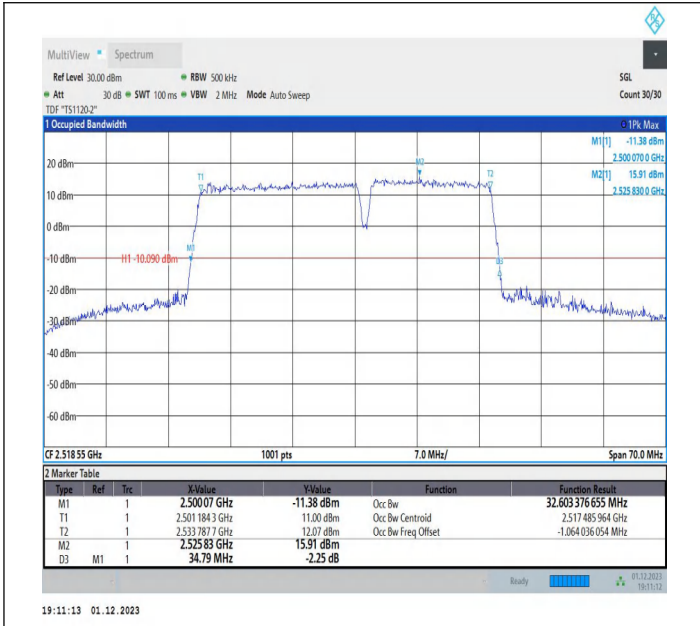 MultiView Spectrum
Ref Level 30.00 dBm RBW 500 kHz SGL
Att 30 dB SWT 100 ms VBW 2 MHz Mode Auto Sweep Count 30/30
TDF "TS1120-2"
1 Occupied Bandwidth 1Pk Max
M1[1] -11.38 dBm
2.500 070 0 GHz
M2[1] 15.91 dBm
2.525 830 0 GHz
20 dBm
M2
T1 T2
10 dBm
0 dBm
M1
-10 dBm H1 -10.090 dBm
D3
-20 dBm
-30 dBm
-40 dBm
-50 dBm
-60 dBm
CF 2.518 55 GHz 1001 pts 7.0 MHz/ Span 70.0 MHz
2 Marker Table
Type Ref Trc X-Value Y-Value Function Function Result
M1 1 2.500 07 GHz -11.38 dBm Occ Bw 32.603 376 655 MHz
T1 1 2.501 184 3 GHz 11.00 dBm Occ Bw Centroid 2.517 485 964 GHz
T2 1 2.533 787 7 GHz 12.07 dBm Occ Bw Freq Offset -1.064 036 054 MHz
M2 1 2.525 83 GHz 15.91 dBm
D3 M1 1 34.79 MHz -2.25 dB
Ready 01.12.2023
19:11:12
19:11:13 01.12.2023